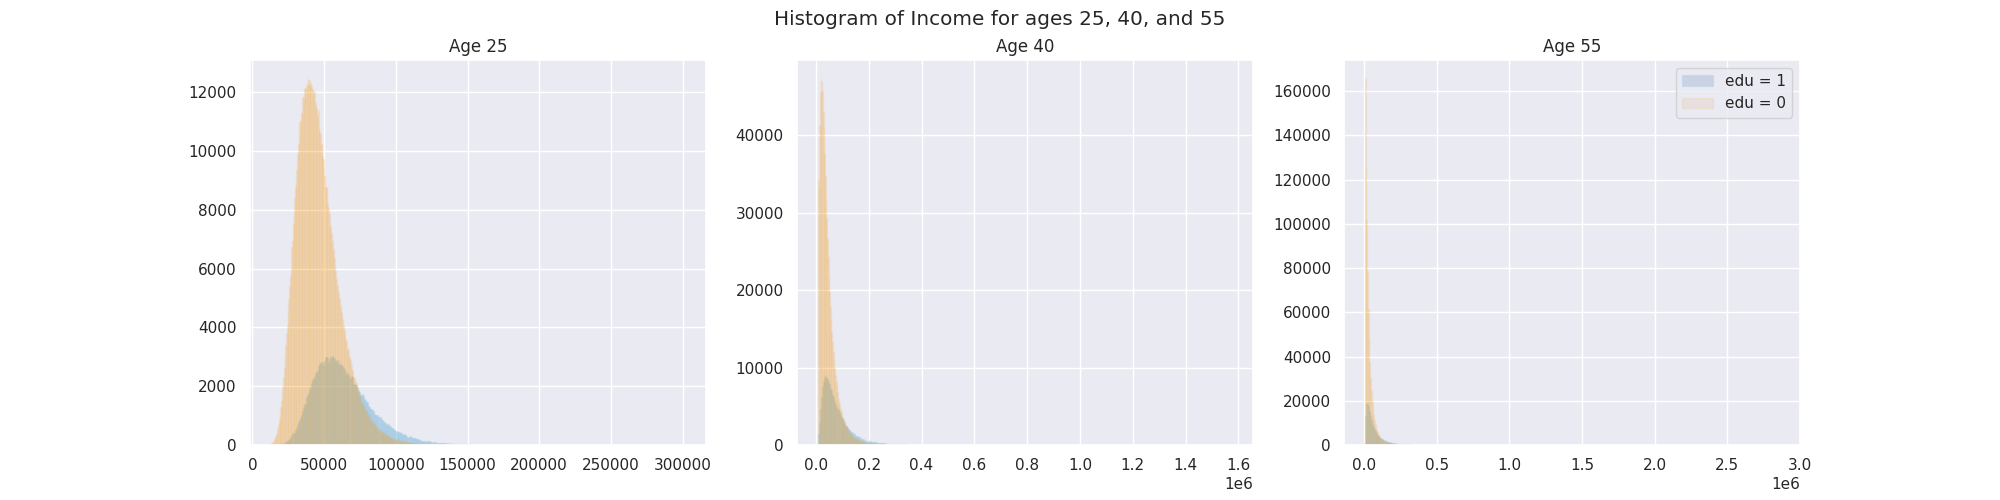 Histogram of Income for ages 25, 40, and 55
Age 25
12000
10000
8000
6000
4000
2000
0
0 50000 100000 150000 200000 250000 300000
Age 40
40000
30000
20000
10000
0
0.0 0.2 0.4 0.6 0.8 1.0 1.2 1.4 1.6
1e6
Age 55
edu = 1
edu = 0
160000
140000
120000
100000
80000
60000
40000
20000
0
0.0 0.5 1.0 1.5 2.0 2.5 3.0
1e6